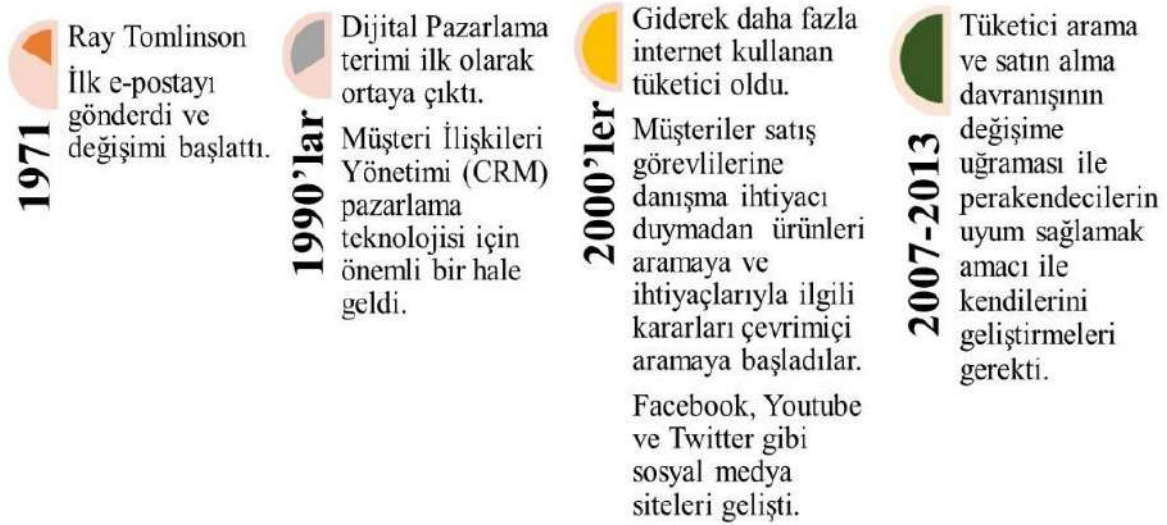 1971
Ray Tomlinson
İlk e-postayı
gönderdi ve
değişimi başlattı.
1990'lar
Dijital Pazarlama
terimi ilk olarak
ortaya çıktı.
Müşteri İlişkileri
Yönetimi (CRM)
pazarlama
teknolojisi için
önemli bir hale
geldi.
2000'ler
Giderek daha fazla
internet kullanan
tüketici oldu.
Müşteriler satış
görevlilerine
danışma ihtiyacı
duymadan ürünleri
aramaya ve
ihtiyaçlarıyla ilgili
kararları çevrimiçi
aramaya başladılar.
Facebook, Youtube
ve Twitter gibi
sosyal medya
siteleri gelişti.
2007-2013
Tüketici arama
ve satın alma
davranışının
değişime
uğraması ile
perakendecilerin
uyum sağlamak
amacı ile
kendilerini
geliştirmeleri
gerekti.